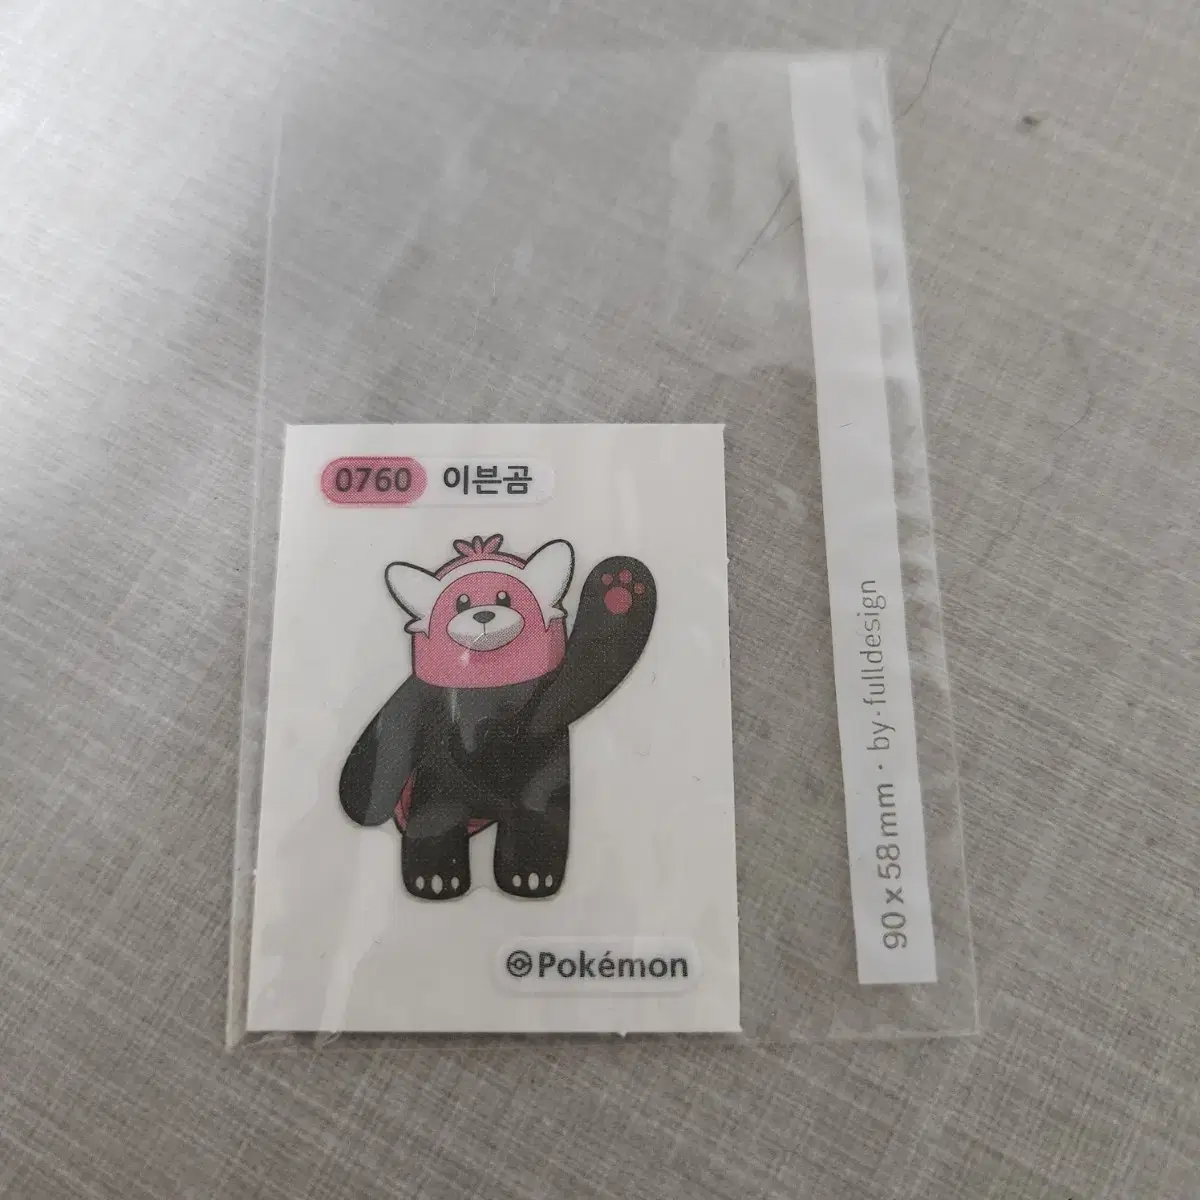 0760 이븐곰
Pokémon
90 x 58 mm · by·fulldesign